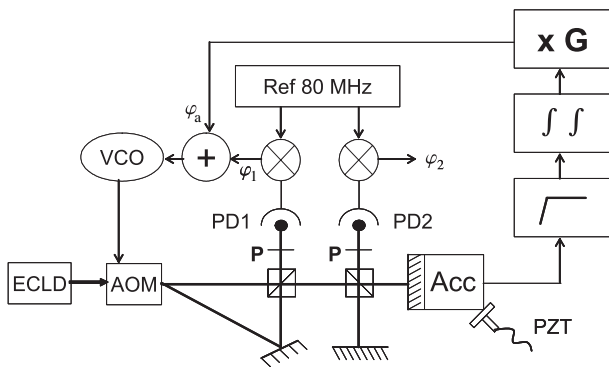 x G
Ref 80 MHz
φa
∫ ∫
VCO
+
φ1
φ2
PD1
PD2
P
P
ECLD
AOM
Acc
PZT